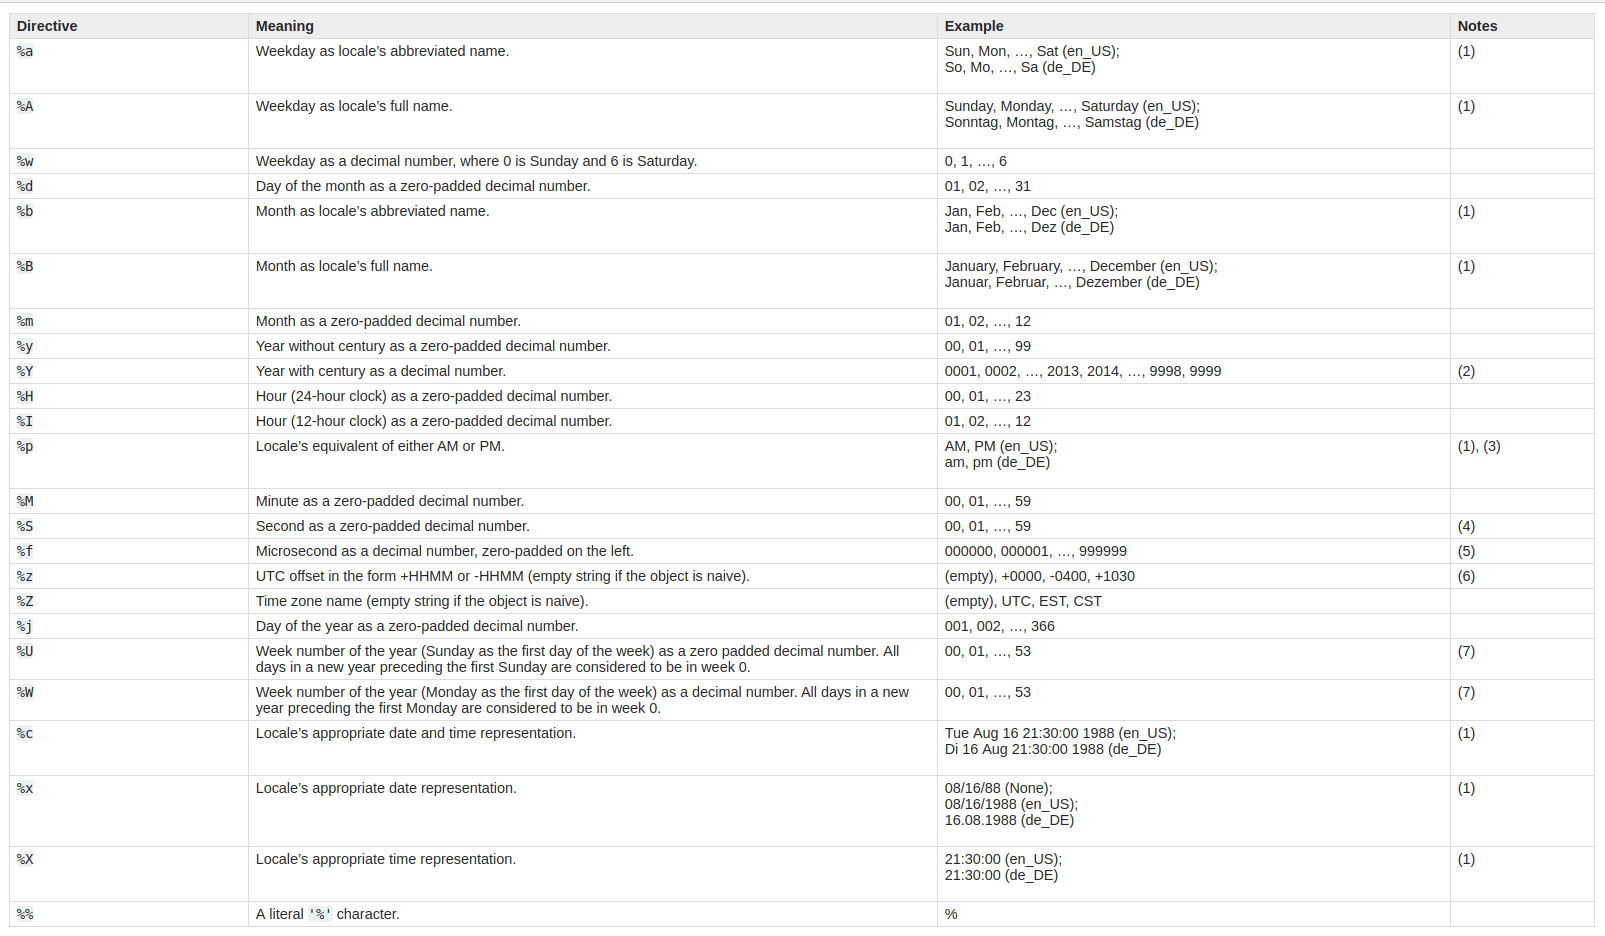 Directive Meaning Example Notes
%a Weekday as locale’s abbreviated name. Sun, Mon, …, Sat (en_US); (1)
So, Mo, …, Sa (de_DE)
%A Weekday as locale’s full name. Sunday, Monday, …, Saturday (en_US); (1)
Sonntag, Montag, …, Samstag (de_DE)
%w Weekday as a decimal number, where 0 is Sunday and 6 is Saturday. 0, 1, …, 6
%d Day of the month as a zero-padded decimal number. 01, 02, …, 31
%b Month as locale’s abbreviated name. Jan, Feb, …, Dec (en_US); (1)
Jan, Feb, …, Dez (de_DE)
%B Month as locale’s full name. January, February, …, December (en_US); (1)
Januar, Februar, …, Dezember (de_DE)
%m Month as a zero-padded decimal number. 01, 02, …, 12
%y Year without century as a zero-padded decimal number. 00, 01, …, 99
%Y Year with century as a decimal number. 0001, 0002, …, 2013, 2014, …, 9998, 9999 (2)
%H Hour (24-hour clock) as a zero-padded decimal number. 00, 01, …, 23
%I Hour (12-hour clock) as a zero-padded decimal number. 01, 02, …, 12
%p Locale’s equivalent of either AM or PM. AM, PM (en_US); (1), (3)
am, pm (de_DE)
%M Minute as a zero-padded decimal number. 00, 01, …, 59
%S Second as a zero-padded decimal number. 00, 01, …, 59 (4)
%f Microsecond as a decimal number, zero-padded on the left. 000000, 000001, …, 999999 (5)
%z UTC offset in the form +HHMM or -HHMM (empty string if the object is naive). (empty), +0000, -0400, +1030 (6)
%Z Time zone name (empty string if the object is naive). (empty), UTC, EST, CST
%j Day of the year as a zero-padded decimal number. 001, 002, …, 366
%U Week number of the year (Sunday as the first day of the week) as a zero padded decimal number. All 00, 01, …, 53 (7)
days in a new year preceding the first Sunday are considered to be in week 0.
%W Week number of the year (Monday as the first day of the week) as a decimal number. All days in a new 00, 01, …, 53 (7)
year preceding the first Monday are considered to be in week 0.
%c Locale’s appropriate date and time representation. Tue Aug 16 21:30:00 1988 (en_US); (1)
Di 16 Aug 21:30:00 1988 (de_DE)
%x Locale’s appropriate date representation. 08/16/88 (None); (1)
08/16/1988 (en_US);
16.08.1988 (de_DE)
%X Locale’s appropriate time representation. 21:30:00 (en_US); (1)
21:30:00 (de_DE)
%% A literal '%' character. %